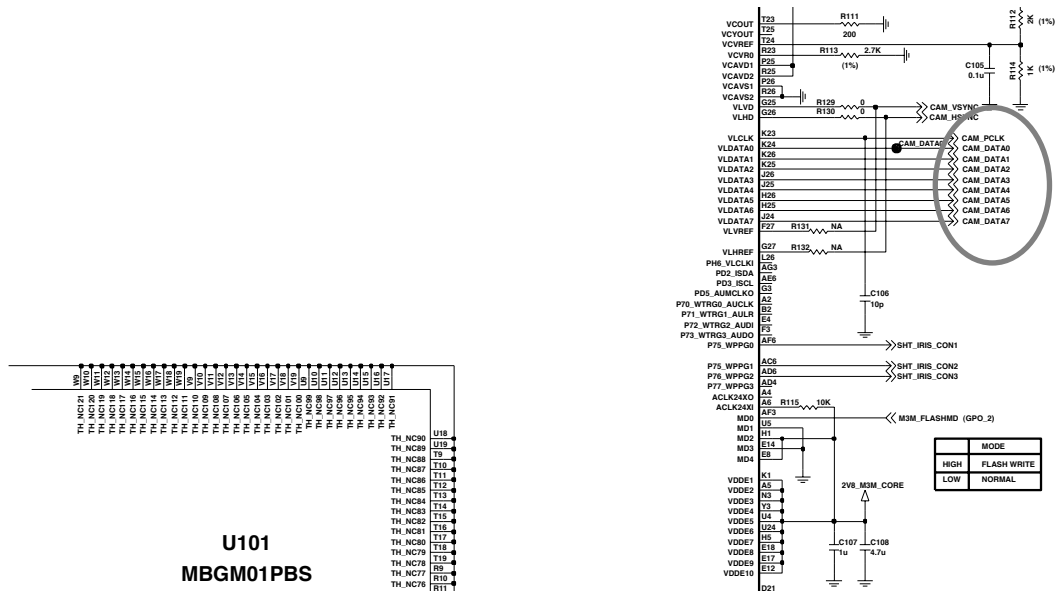 VCOUT T23 R111 200
VCYOUT T25
VCVREF T24
VCVR0 R23 R113 2.7K (1%)
VCAVD1 P25
VCAVD2 R25
VCAVS1 P26
VCAVS2 R26
R112 2K (1%)
C105 0.1u
R114 1K (1%)
VLVD G25 R129 0 CAM_VSYNC
VLHD G26 R130 0 CAM_HSYNC
VLCLK K23 CAM_PCLK
VLDATA0 K24 CAM_DATA0 CAM_DATA0
VLDATA1 K26 CAM_DATA1
VLDATA2 K25 CAM_DATA2
VLDATA3 J26 CAM_DATA3
VLDATA4 J25 CAM_DATA4
VLDATA5 H26 CAM_DATA5
VLDATA6 H25 CAM_DATA6
VLDATA7 J24 CAM_DATA7
VLVREF F27 R131 NA
VLHREF G27 R132 NA
PH6_VLCLKI L26
PD2_ISDA AG3
PD3_ISCL AE6
PD5_AUMCLKO G3
P70_WTRG0_AUCLK A2
P71_WTRG1_AULR B2
P72_WTRG2_AUDI E4
P73_WTRG3_AUDO F3
C106
10p
P75_WPPG0 AF6 SHT_IRIS_CON1
P75_WPPG1 AC6 SHT_IRIS_CON2
P76_WPPG2 AD6 SHT_IRIS_CON3
P77_WPPG3 AD4
ACLK24XO A4
ACLK24XI A6 R115 10K
MD0 AF3 M3M_FLASHMD (GPO_2)
MD1 U5
MD2 H1
MD3 E14
MD4 E8
MODE
HIGH FLASH WRITE
LOW NORMAL
VDDE1 K1
VDDE2 A5
VDDE3 N3
VDDE4 Y3
VDDE5 U4
VDDE6 U24
VDDE7 H5
VDDE8 E18
VDDE9 E17
VDDE10 E12
D21
2V8_M3M_CORE
C107 1u
C108 4.7u
W9 W10 W11 W12 W13 W14 W15 W16 W17 W18 W19 V9 V10 V11 V12 V13 V14 V15 V16 V17 V18 V19 U9 U10 U11 U12 U13 U14 U15 U16 U17
TH_NC121 TH_NC120 TH_NC119 TH_NC118 TH_NC117 TH_NC116 TH_NC115 TH_NC114 TH_NC113 TH_NC112 TH_NC111 TH_NC110 TH_NC109 TH_NC108 TH_NC107 TH_NC106 TH_NC105 TH_NC104 TH_NC103 TH_NC102 TH_NC101 TH_NC100 TH_NC99 TH_NC98 TH_NC97 TH_NC96 TH_NC95 TH_NC94 TH_NC93 TH_NC92 TH_NC91
TH_NC90 U18
TH_NC89 U19
TH_NC88 T9
TH_NC87 T10
TH_NC86 T11
TH_NC85 T12
TH_NC84 T13
TH_NC83 T14
TH_NC82 T15
TH_NC81 T16
TH_NC80 T17
TH_NC79 T18
TH_NC78 T19
TH_NC77 R9
TH_NC76 R10
R11
U101
MBGM01PBS